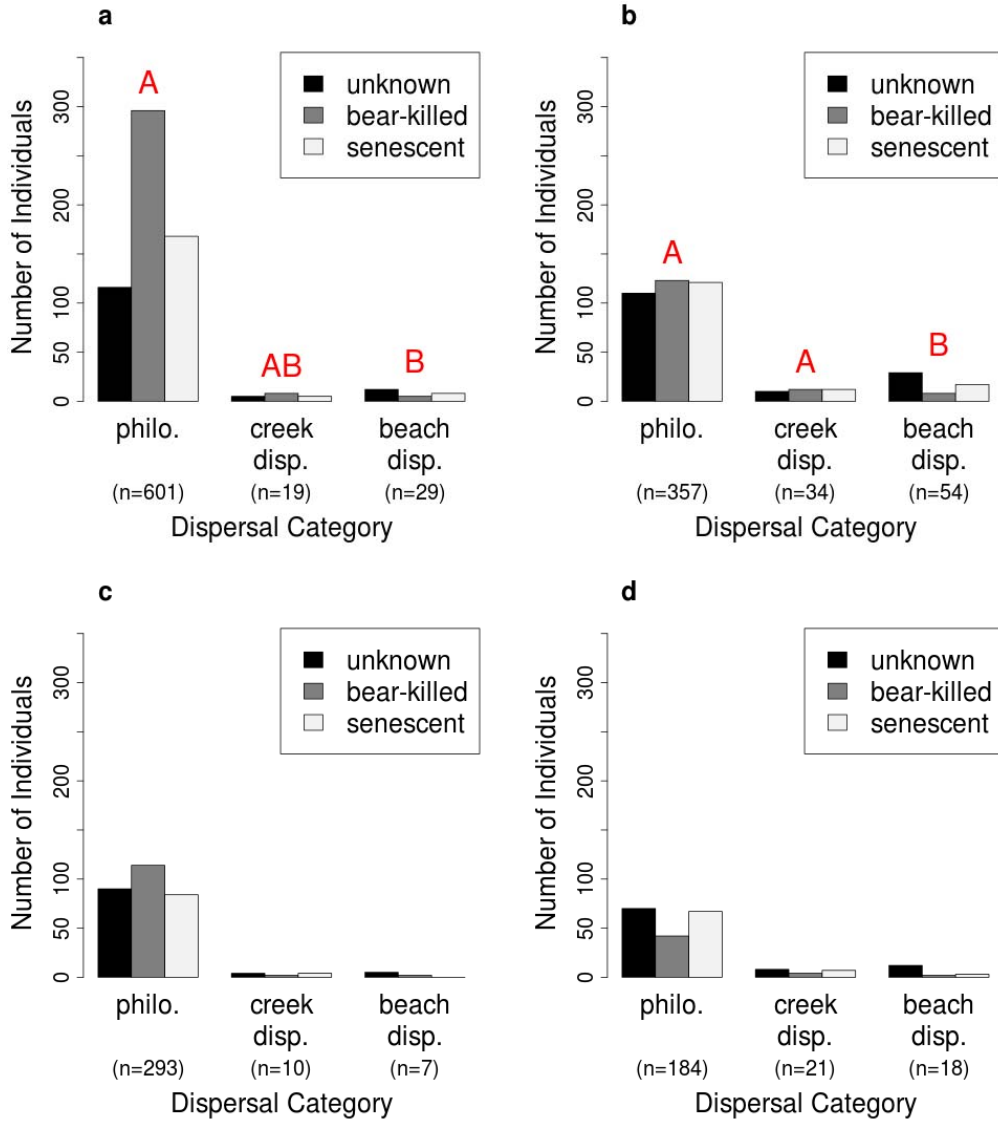 a
Number of Individuals
0
50
100
200
300
A
AB
B
unknown
bear-killed
senescent
philo.
creek disp.
beach disp.
(n=601)
(n=19)
(n=29)
Dispersal Category
b
Number of Individuals
0
50
100
200
300
A
A
B
unknown
bear-killed
senescent
philo.
creek disp.
beach disp.
(n=357)
(n=34)
(n=54)
Dispersal Category
c
Number of Individuals
0
50
100
200
300
unknown
bear-killed
senescent
philo.
creek disp.
beach disp.
(n=293)
(n=10)
(n=7)
Dispersal Category
d
Number of Individuals
0
50
100
200
300
unknown
bear-killed
senescent
philo.
creek disp.
beach disp.
(n=184)
(n=21)
(n=18)
Dispersal Category